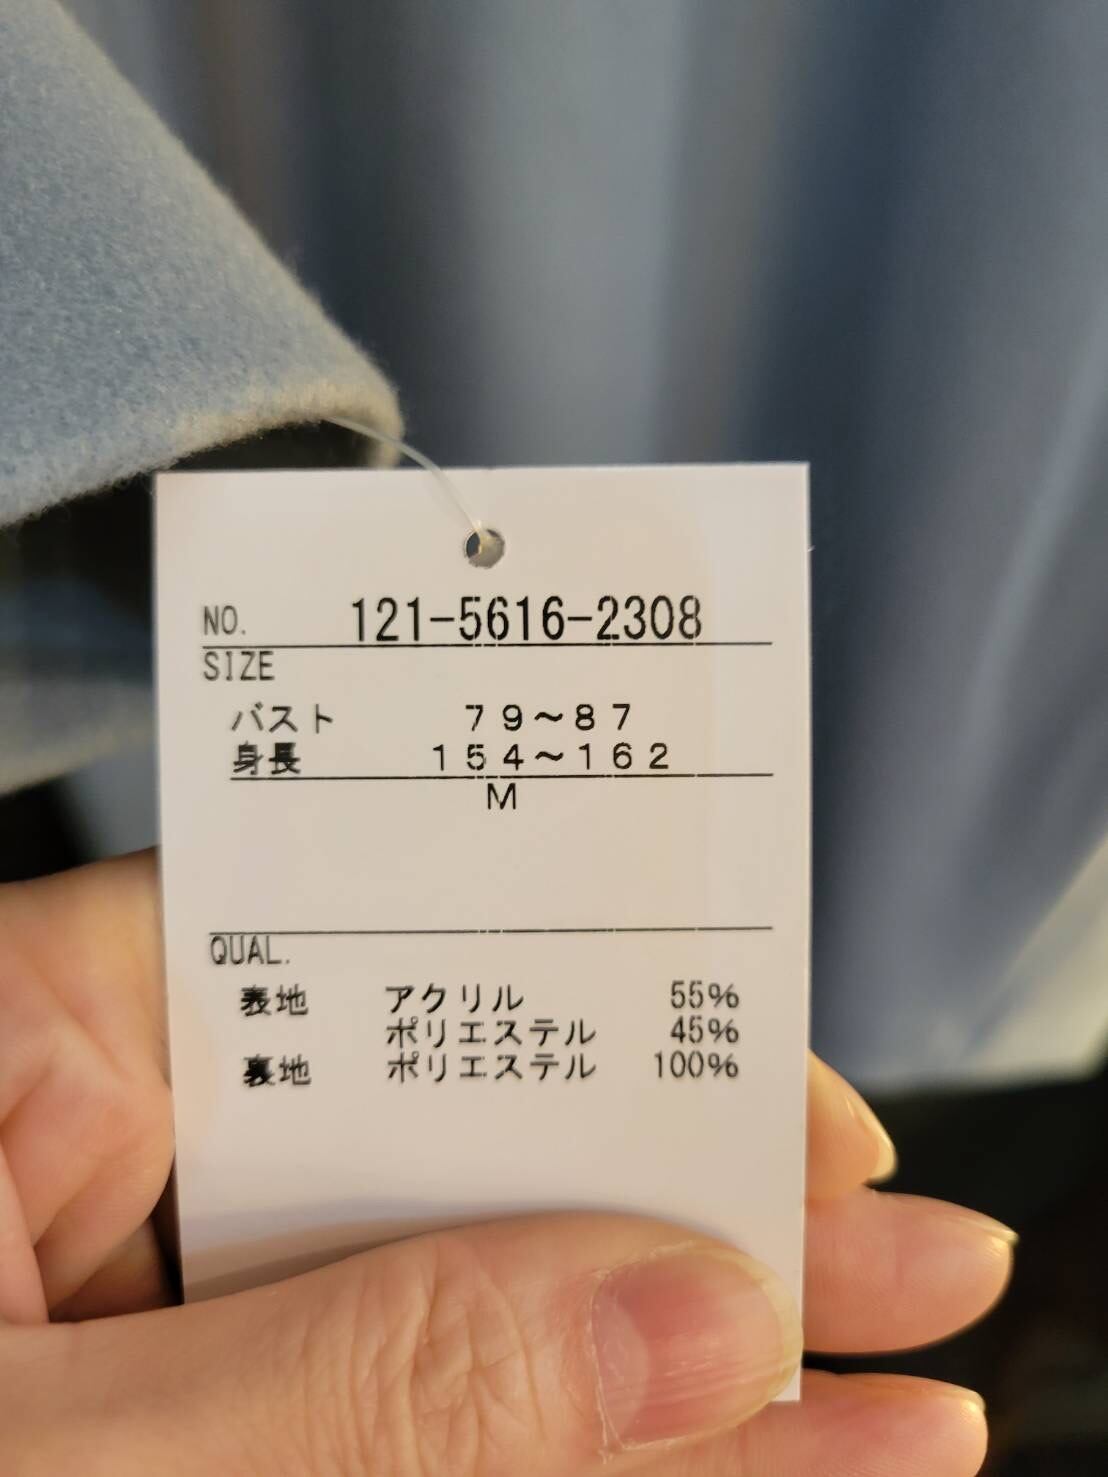 NO. 121-5616-2308
SIZE
バスト 79～87
身長 154～162
M
QUAL.
表地 アクリル 55%
ポリエステル 45%
裏地 ポリエステル 100%